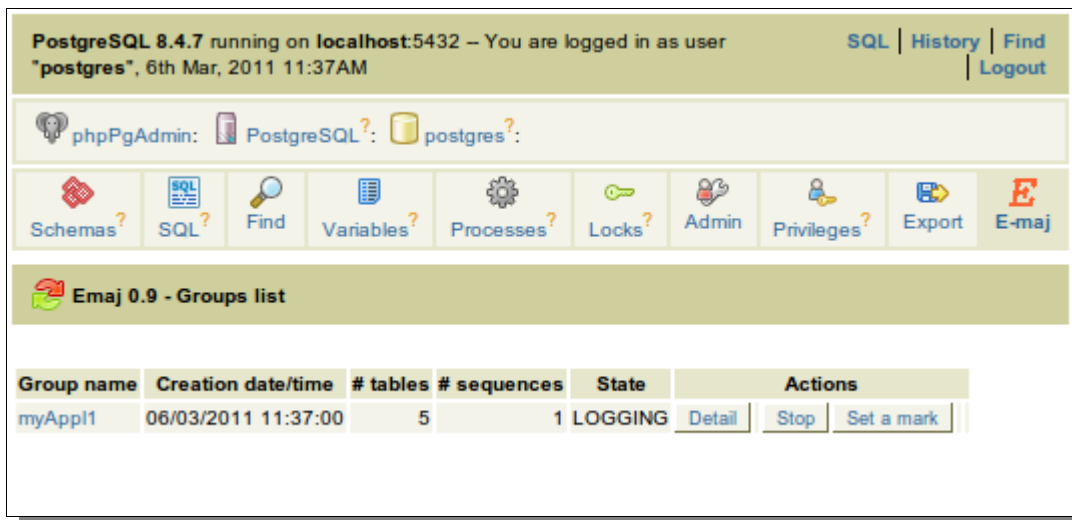 PostgreSQL 8.4.7 running on localhost:5432 -- You are logged in as user "postgres", 6th Mar, 2011 11:37AM
SQL | History | Find | Logout
phpPgAdmin: PostgreSQL?: postgres?:
Schemas? SQL? Find Variables? Processes? Locks? Admin Privileges? Export E-maj
Emaj 0.9 - Groups list
Group name Creation date/time # tables # sequences State Actions
myAppl1 06/03/2011 11:37:00 5 1 LOGGING Detail Stop Set a mark